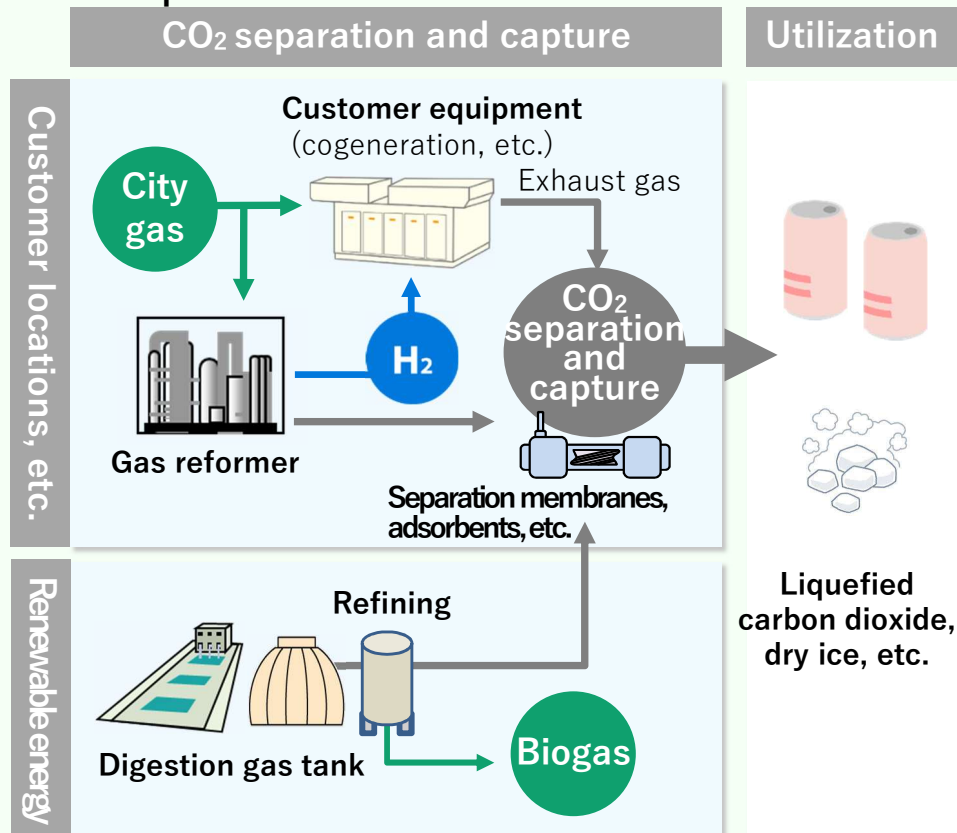 CO₂ separation and capture
Utilization
Customer locations, etc.
Customer equipment
(cogeneration, etc.)
City
gas
Exhaust gas
CO₂
separation
and
capture
H₂
Gas reformer
Separation membranes,
adsorbents, etc.
Liquefied
carbon dioxide,
dry ice, etc.
Renewable energy
Refining
Digestion gas tank
Biogas